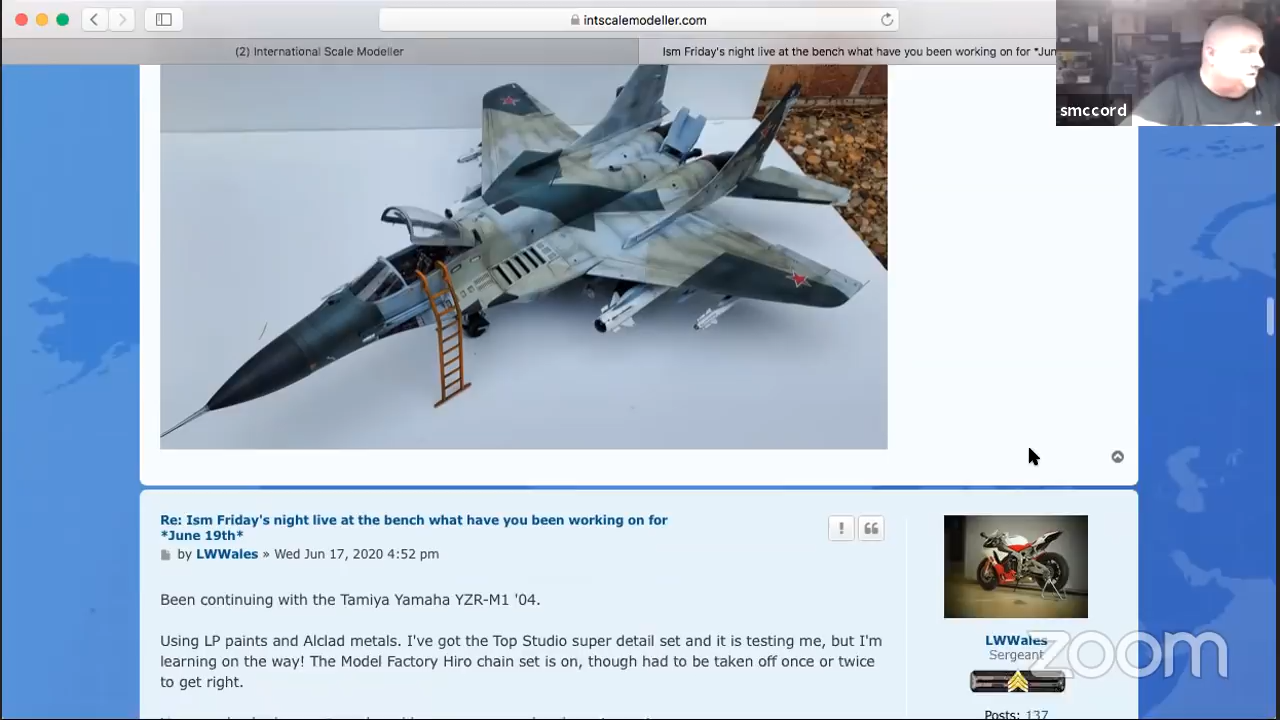 intscalemodeller.com
(2) International Scale Modeller
Ism Friday's night live at the bench what have you been working on for *Jun
smccord
Re: Ism Friday's night live at the bench what have you been working on for
*June 19th*
by LWWales » Wed Jun 17, 2020 4:52 pm
Been continuing with the Tamiya Yamaha YZR-M1 '04.
Using LP paints and Alclad metals. I've got the Top Studio super detail set and it is testing me, but I'm
learning on the way! The Model Factory Hiro chain set is on, though had to be taken off once or twice
to get right.
LWWales
Sergeant
Posts: 137
zoom